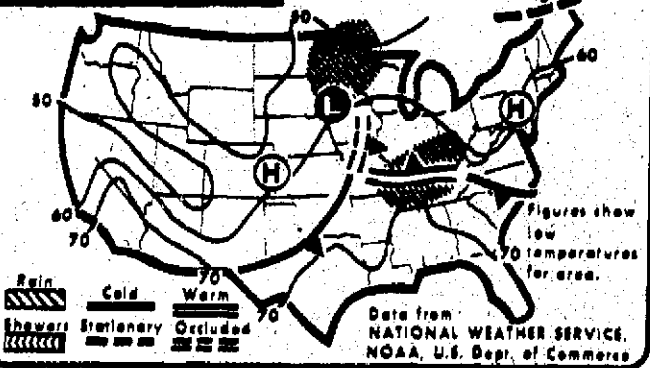 50
60
50
L
H
H
60
70
70
70
70
Figures show
low
temperatures
for area.
Rain
Cold
Warm
Showers
Stationary
Occluded
Data from
NATIONAL WEATHER SERVICE,
NOAA, U.S. Dept. of Commerce